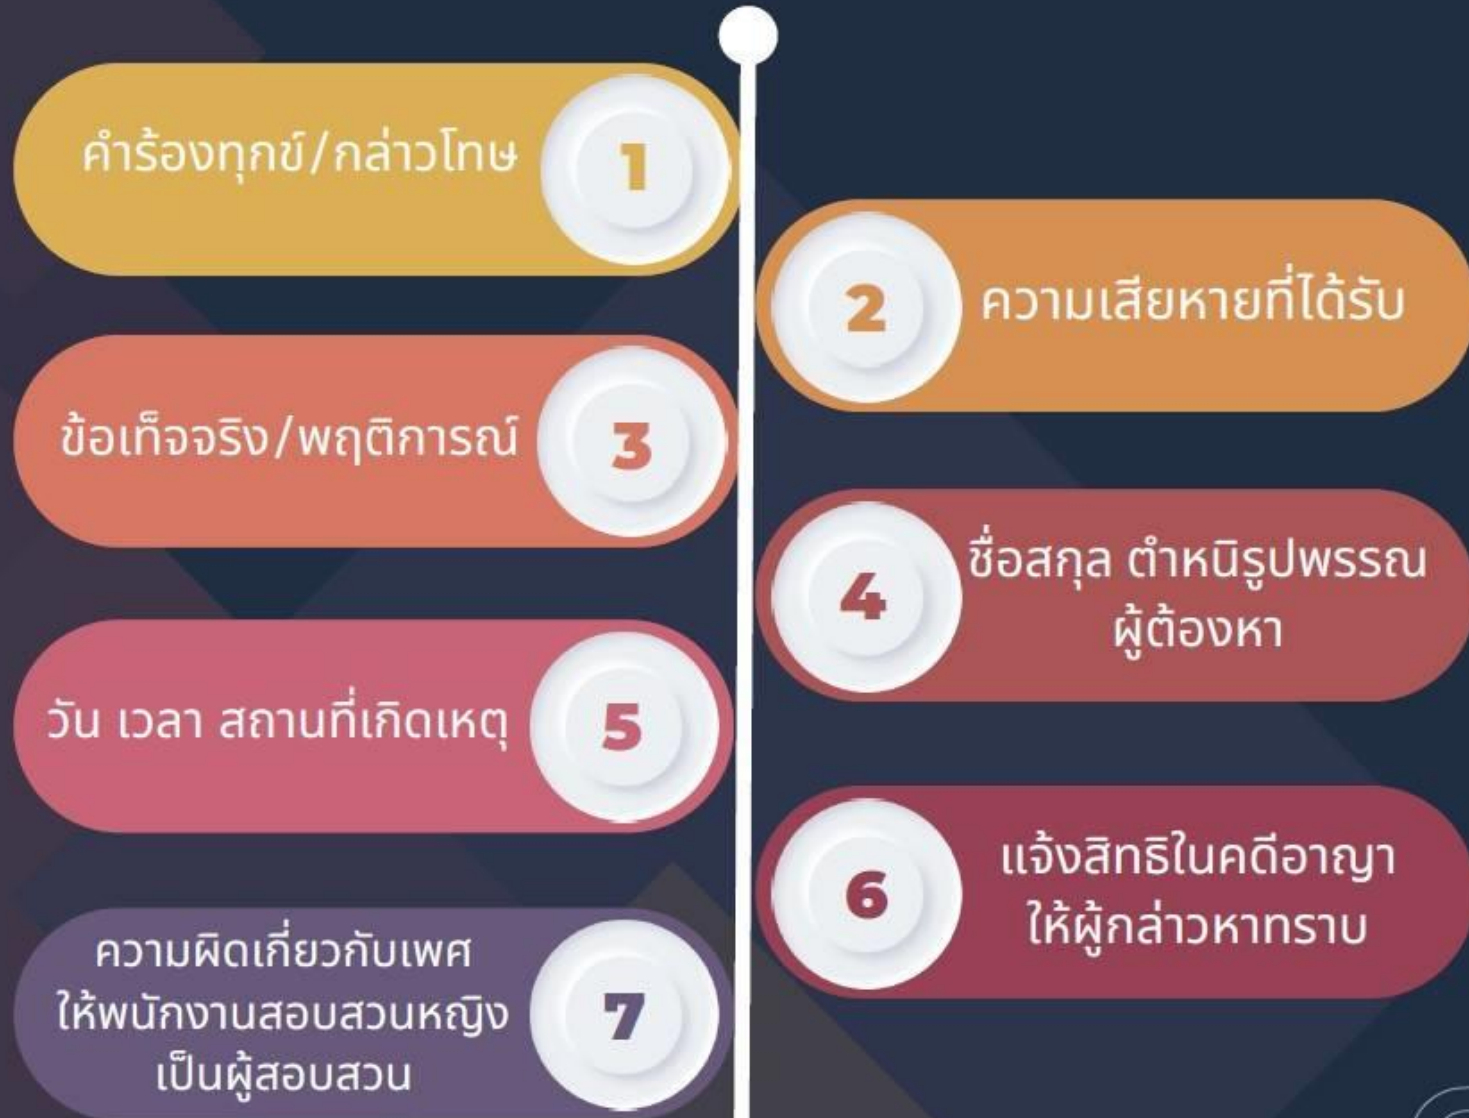 คำร้องทุกข์/กล่าวโทษ
1
2
ความเสียหายที่ได้รับ
ข้อเท็จจริง/พฤติการณ์
3
4
ชื่อสกุล ตำหนิรูปพรรณ
ผู้ต้องหา
วัน เวลา สถานที่เกิดเหตุ
5
6
แจ้งสิทธิในคดีอาญา
ให้ผู้กล่าวหาทราบ
ความผิดเกี่ยวกับเพศ
ให้พนักงานสอบสวนหญิง
เป็นผู้สอบสวน
7